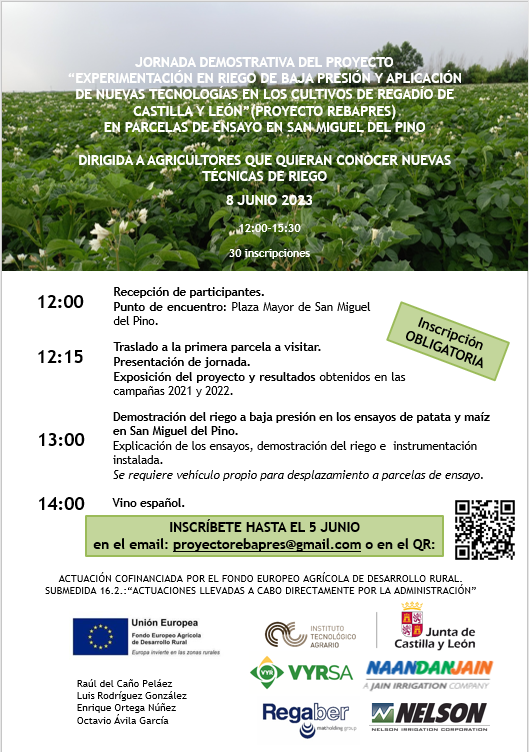 JORNADA DEMOSTRATIVA DEL PROYECTO
“EXPERIMENTACIÓN EN RIEGO DE BAJA PRESIÓN Y APLICACIÓN
DE NUEVAS TECNOLOGÍAS EN LOS CULTIVOS DE REGADÍO DE
CASTILLA Y LEÓN”(PROYECTO REBAPRES)
EN PARCELAS DE ENSAYO EN SAN MIGUEL DEL PINO
DIRIGIDA A AGRICULTORES QUE QUIERAN CONOCER NUEVAS
TÉCNICAS DE RIEGO
8 JUNIO 2023
12:00-15:30
30 inscripciones
12:00
Recepción de participantes.
Punto de encuentro: Plaza Mayor de San Miguel
del Pino.
Inscripción
OBLIGATORIA
12:15
Traslado a la primera parcela a visitar.
Presentación de jornada.
Exposición del proyecto y resultados obtenidos en las
campañas 2021 y 2022.
13:00
Demostración del riego a baja presión en los ensayos de patata y maíz
en San Miguel del Pino.
Explicación de los ensayos, demostración del riego e instrumentación
instalada.
Se requiere vehículo propio para desplazamiento a parcelas de ensayo.
14:00
Vino español.
INSCRÍBETE HASTA EL 5 JUNIO
en el email: proyectorebapres@gmail.com o en el QR:
ACTUACIÓN COFINANCIADA POR EL FONDO EUROPEO AGRÍCOLA DE DESARROLLO RURAL.
SUBMEDIDA 16.2.:“ACTUACIONES LLEVADAS A CABO DIRECTAMENTE POR LA ADMINISTRACIÓN”
Unión Europea
Fondo Europeo Agrícola
de Desarrollo Rural
Europa invierte en las zonas rurales
INSTITUTO
TECNOLÓGICO
AGRARIO
Junta de
Castilla y León
VYR
VYRSA
NAANDANJAIN
A JAIN IRRIGATION COMPANY
Raúl del Caño Peláez
Luis Rodríguez González
Enrique Ortega Núñez
Octavio Ávila García
Regaber
matholding group
NELSON
NELSON IRRIGATION CORPORATION